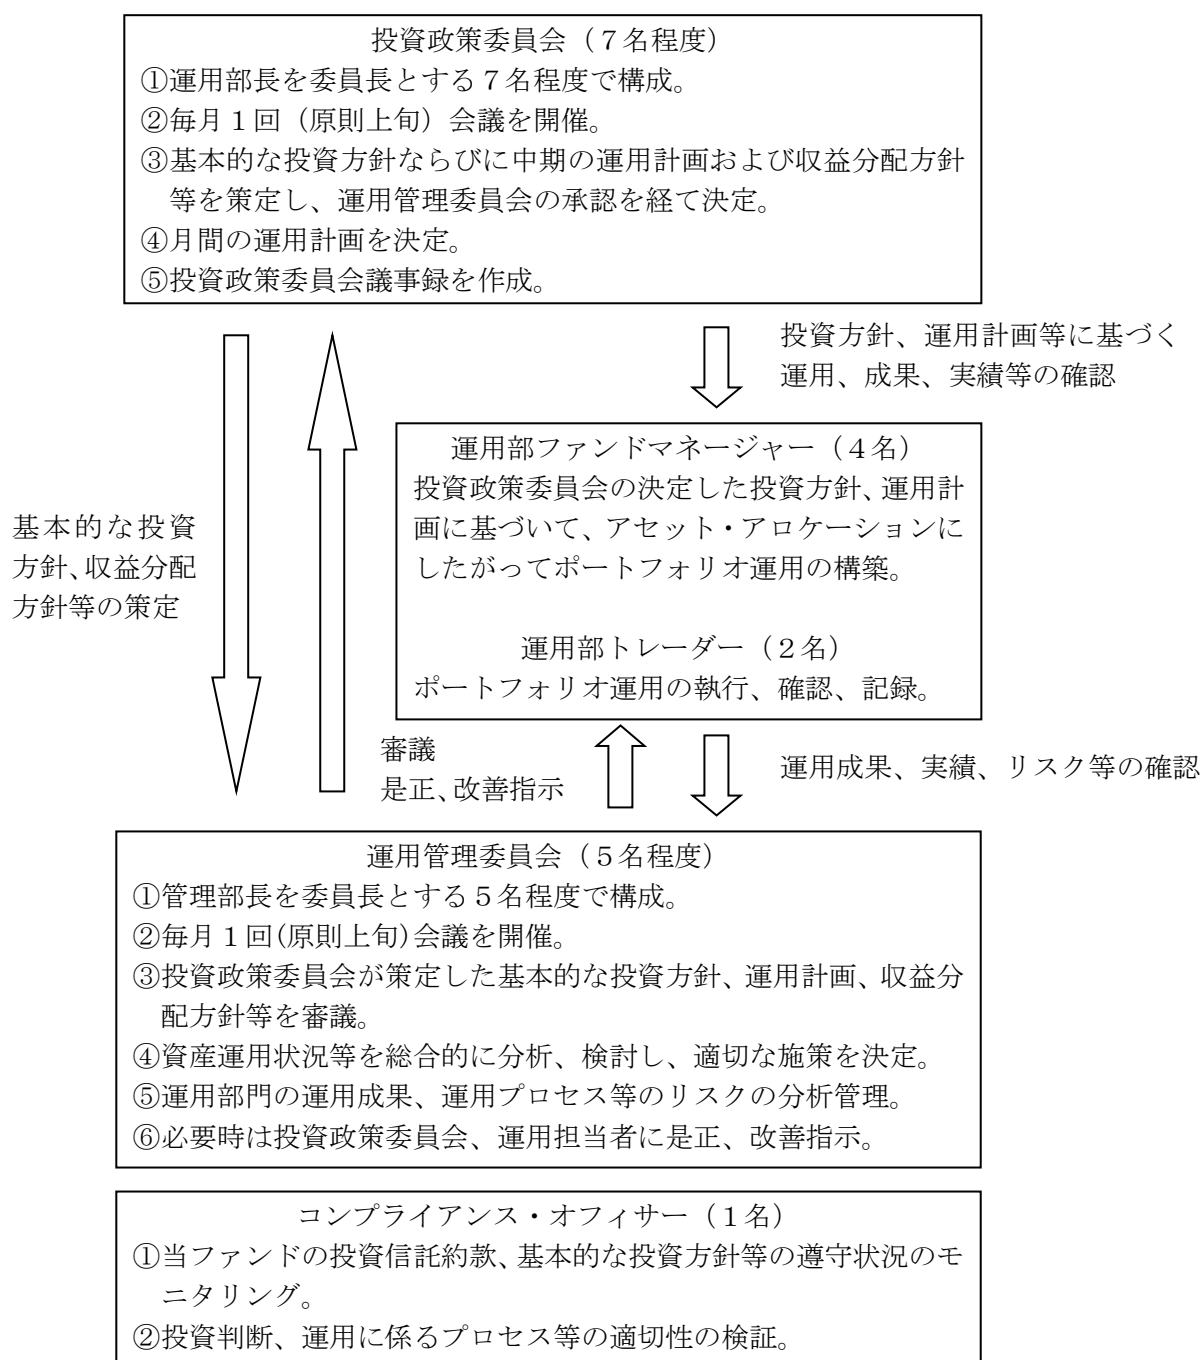 投資政策委員会(7名程度)
①運用部長を委員長とする7名程度で構成。
②毎月1回(原則上旬)会議を開催。
③基本的な投資方針ならびに中期の運用計画および収益分配方針
等を策定し、運用管理委員会の承認を経て決定。
④月間の運用計画を決定。
⑤投資政策委員会議事録を作成。
投資方針、運用計画等に基づく
運用、成果、実績等の確認
運用部ファンドマネージャー(4名)
投資政策委員会の決定した投資方針、運用計
画に基づいて、アセット・アロケーションに
したがってポートフォリオ運用の構築。
運用部トレーダー(2名)
ポートフォリオ運用の執行、確認、記録。
基本的な投資
方針、収益分配
方針等の策定
審議
是正、改善指示
運用成果、実績、リスク等の確認
運用管理委員会(5名程度)
①管理部長を委員長とする5名程度で構成。
②毎月1回(原則上旬)会議を開催。
③投資政策委員会が策定した基本的な投資方針、運用計画、収益分
配方針等を審議。
④資産運用状況等を総合的に分析、検討し、適切な施策を決定。
⑤運用部門の運用成果、運用プロセス等のリスクの分析管理。
⑥必要時は投資政策委員会、運用担当者に是正、改善指示。
コンプライアンス・オフィサー(1名)
①当ファンドの投資信託約款、基本的な投資方針等の遵守状況のモ
ニタリング。
②投資判断、運用に係るプロセス等の適切性の検証。